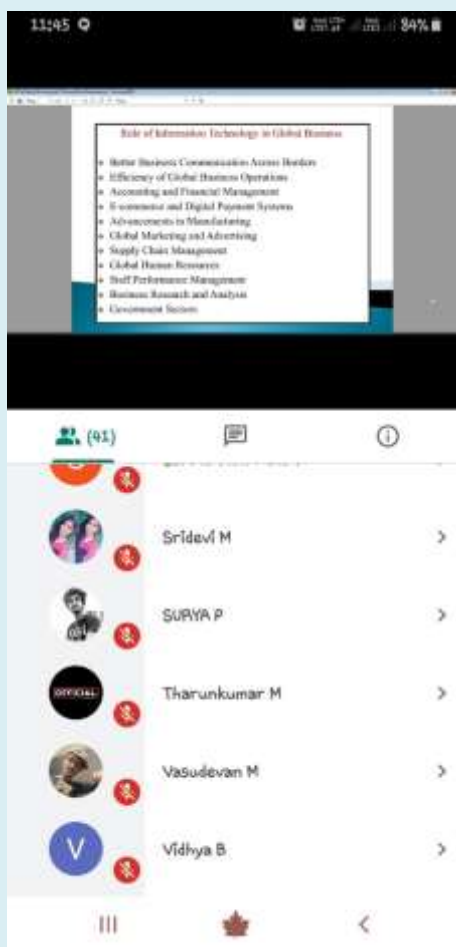 11:45
84%
Role of Information Technology in Global Business
Better Business Communication Across Borders
Efficiency of Global Business Operations
Accounting and Financial Management
E-commerce and Digital Payment Systems
Advancements in Manufacturing
Global Marketing and Advertising
Supply Chain Management
Global Human Resources
Staff Performance Management
Business Research and Analysis
Government Sectors
(41)
Sridevi M
SURYA P
OFFICIAL
Tharunkumar M
Vasudevan M
V
Vidhya B